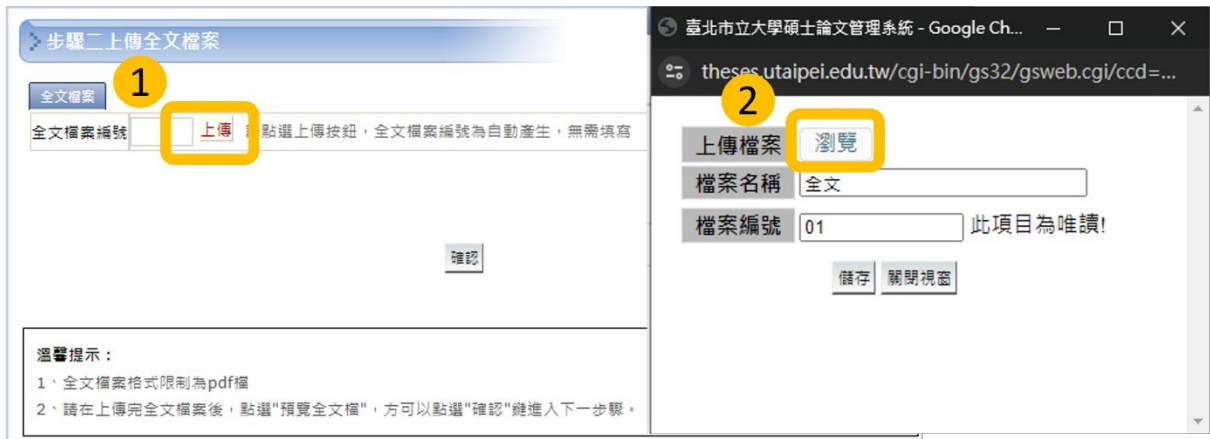 步驟二上傳全文檔案
1
全文檔案
全文檔案編號 上傳 點選上傳按鈕，全文檔案編號為自動產生，無需填寫
確認
溫馨提示：
1、全文檔案格式限制為pdf檔
2、請在上傳完全文檔案後，點選"預覽全文檔"，方可以點選"確認"鍵進入下一步驟。
臺北市立大學碩士論文管理系統 - Google Ch...
theses.utaipei.edu.tw/cgi-bin/gs32/gsweb.cgi/ccd=...
2
上傳檔案 瀏覽
檔案名稱 全文
檔案編號 01 此項目為唯讀!
儲存 關閉視窗